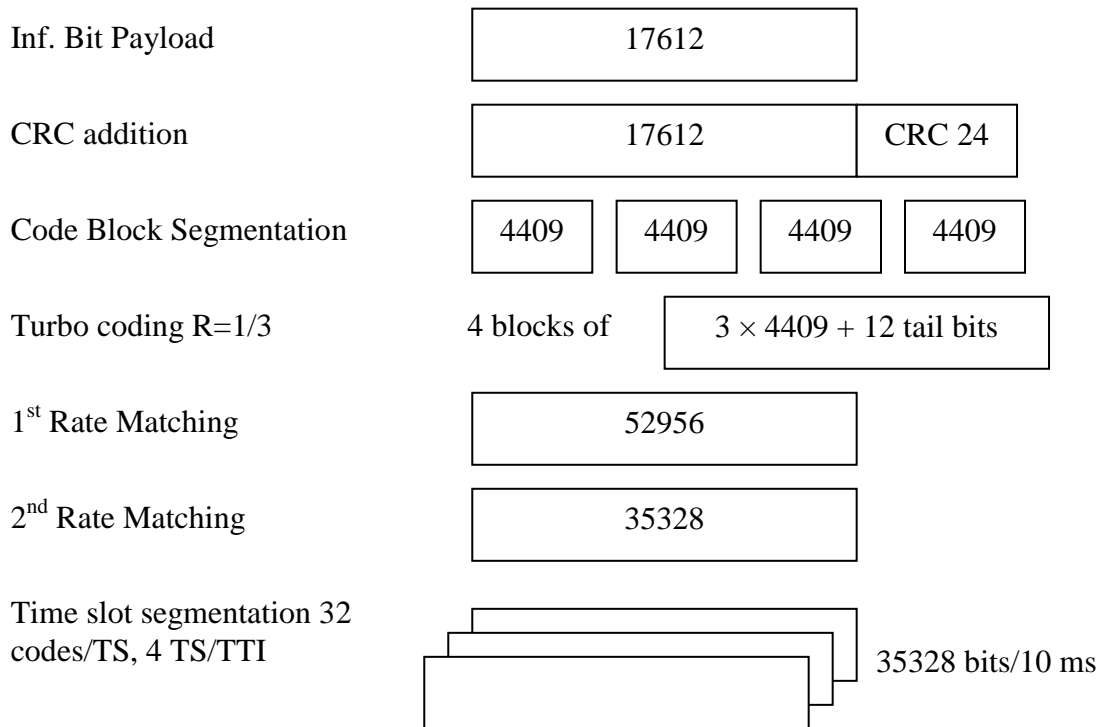 Inf. Bit Payload
17612
CRC addition
17612
CRC 24
Code Block Segmentation
4409
4409
4409
4409
Turbo coding R=1/3
4 blocks of
3 × 4409 + 12 tail bits
1st Rate Matching
52956
2nd Rate Matching
35328
Time slot segmentation 32
codes/TS, 4 TS/TTI
35328 bits/10 ms